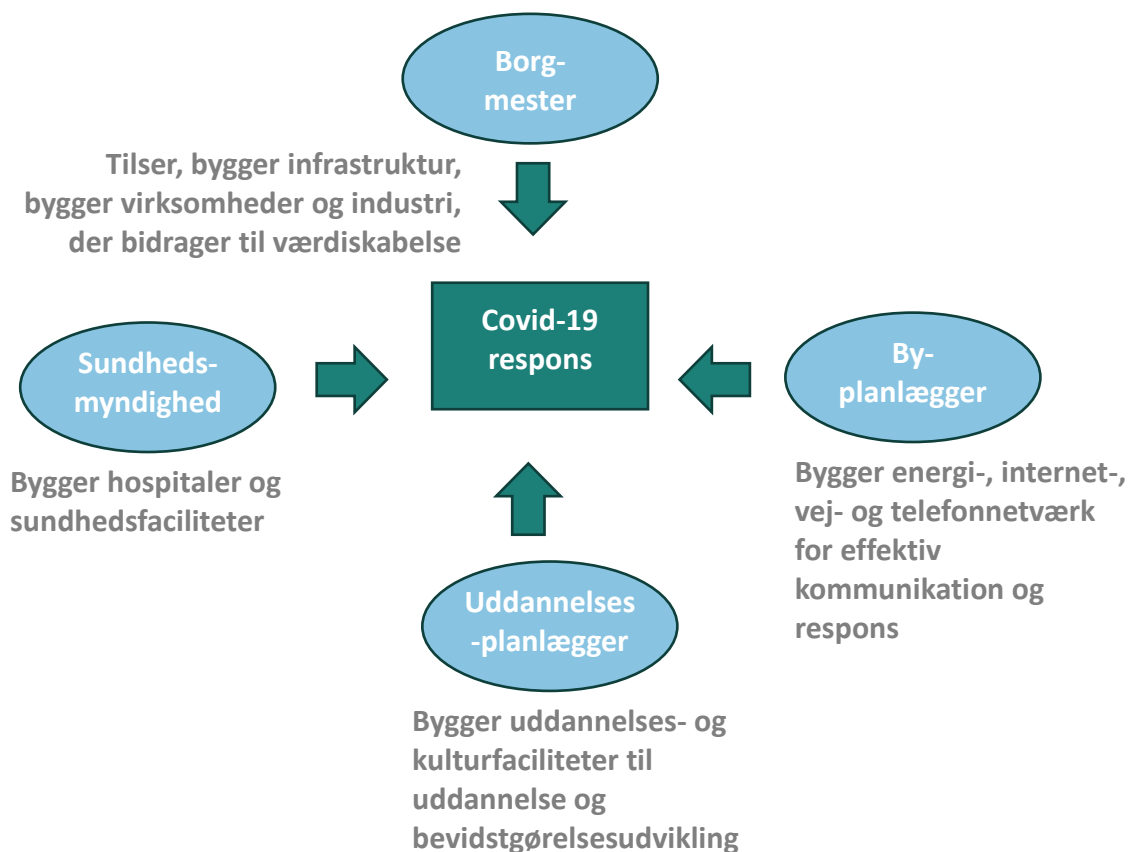 Borg-
mester
Tilser, bygger infrastruktur,
bygger virksomheder og industri,
der bidrager til værdiskabelse
Covid-19
respons
Sundheds-
myndighed
Bygger hospitaler og
sundhedsfaciliteter
By-
planlægger
Bygger energi-, internet-,
vej- og telefonnetværk
for effektiv
kommunikation og
respons
Uddannelses
-planlægger
Bygger uddannelses- og
kulturfaciliteter til
uddannelse og
bevidstgørelsesudvikling